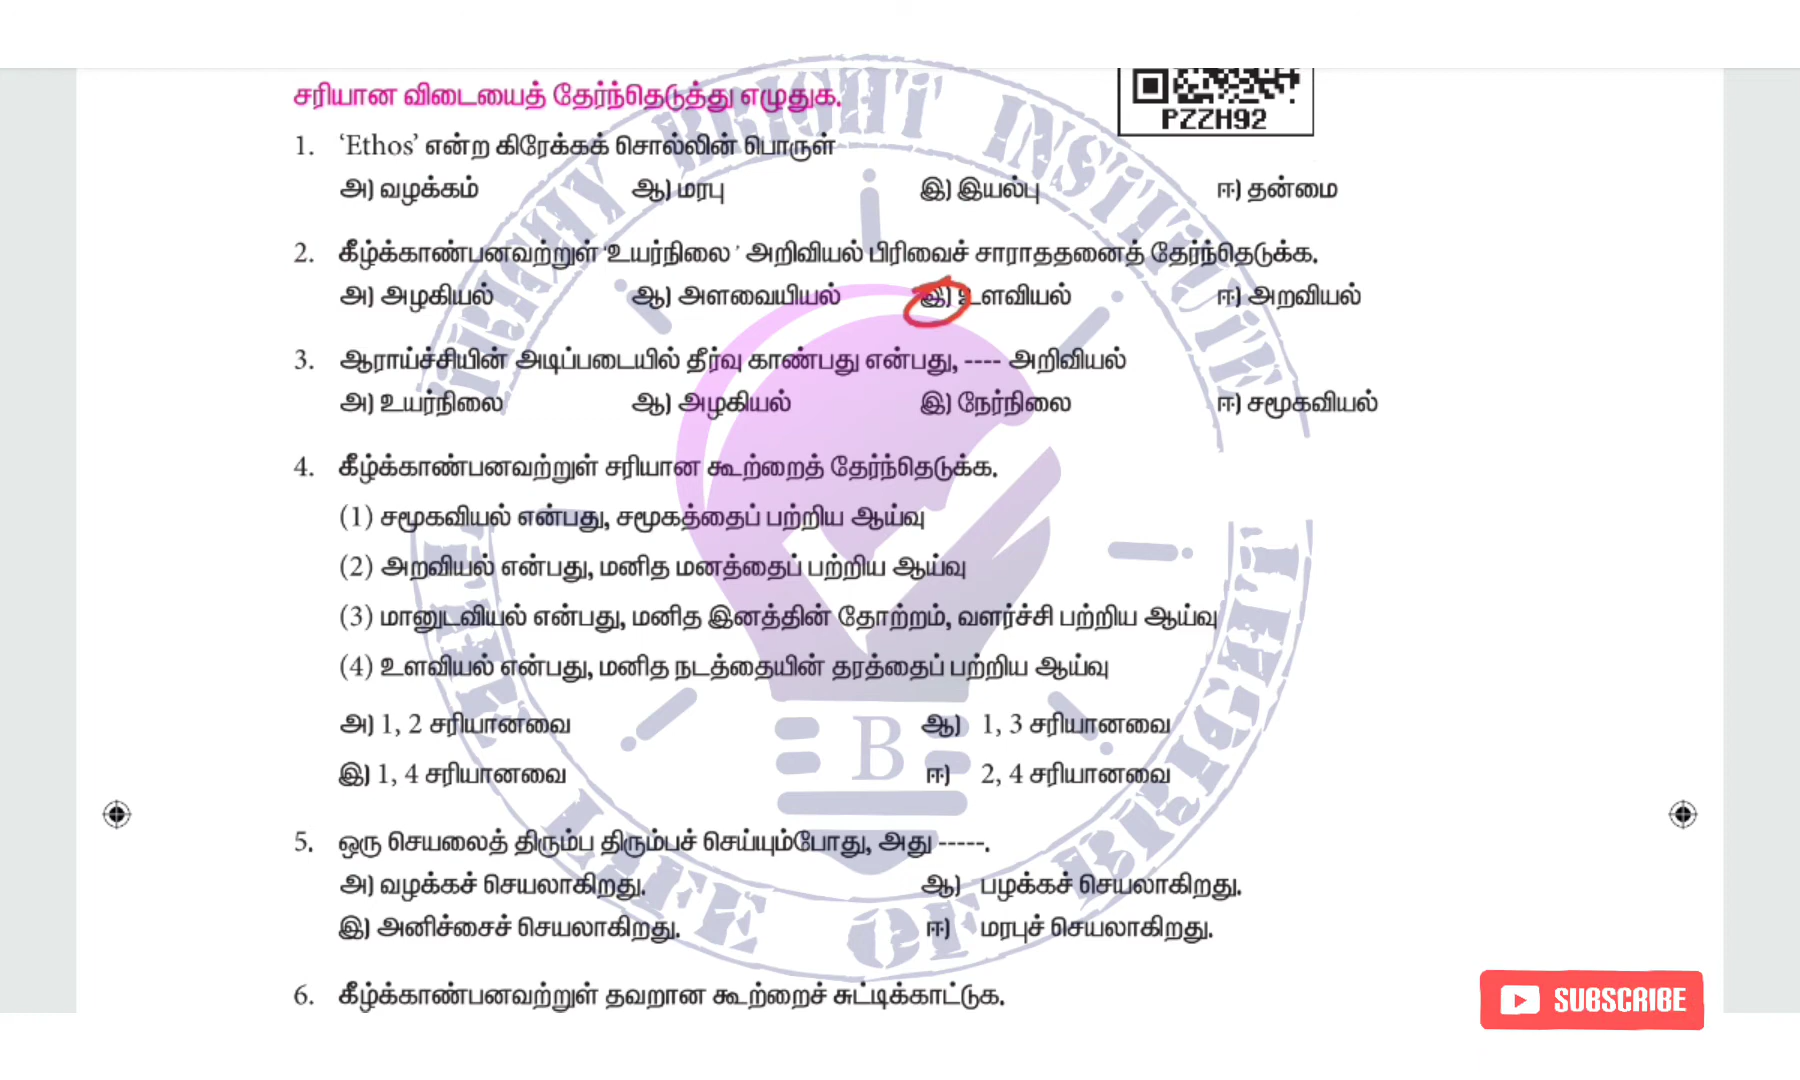 PZZH92
சரியான விடையைத் தேர்ந்தெடுத்து எழுதுக.
1. ‘Ethos’ என்ற கிரேக்கச் சொல்லின் பொருள்
அ) வழக்கம் ஆ) மரபு இ) இயல்பு ஈ) தன்மை
2. கீழ்க்காண்பனவற்றுள் ‘உயர்நிலை’ அறிவியல் பிரிவைச் சாராததனைத் தேர்ந்தெடுக்க.
அ) அழகியல் ஆ) அளவையியல் இ) உளவியல் ஈ) அறவியல்
3. ஆராய்ச்சியின் அடிப்படையில் தீர்வு காண்பது என்பது, ---- அறிவியல்
அ) உயர்நிலை ஆ) அழகியல் இ) நேர்நிலை ஈ) சமூகவியல்
4. கீழ்க்காண்பனவற்றுள் சரியான கூற்றைத் தேர்ந்தெடுக்க.
(1) சமூகவியல் என்பது, சமூகத்தைப் பற்றிய ஆய்வு
(2) அறவியல் என்பது, மனித மனத்தைப் பற்றிய ஆய்வு
(3) மானுடவியல் என்பது, மனித இனத்தின் தோற்றம், வளர்ச்சி பற்றிய ஆய்வு
(4) உளவியல் என்பது, மனித நடத்தையின் தரத்தைப் பற்றிய ஆய்வு
அ) 1, 2 சரியானவை ஆ) 1, 3 சரியானவை
இ) 1, 4 சரியானவை ஈ) 2, 4 சரியானவை
5. ஒரு செயலைத் திரும்ப திரும்பச் செய்யும்போது, அது -----.
அ) வழக்கச் செயலாகிறது. ஆ) பழக்கச் செயலாகிறது.
இ) அனிச்சைச் செயலாகிறது. ஈ) மரபுச் செயலாகிறது.
6. கீழ்க்காண்பனவற்றுள் தவறான கூற்றைச் சுட்டிக்காட்டுக.
TRICHY BRIGHT INSTITUTE
B
SUBSCRIBE